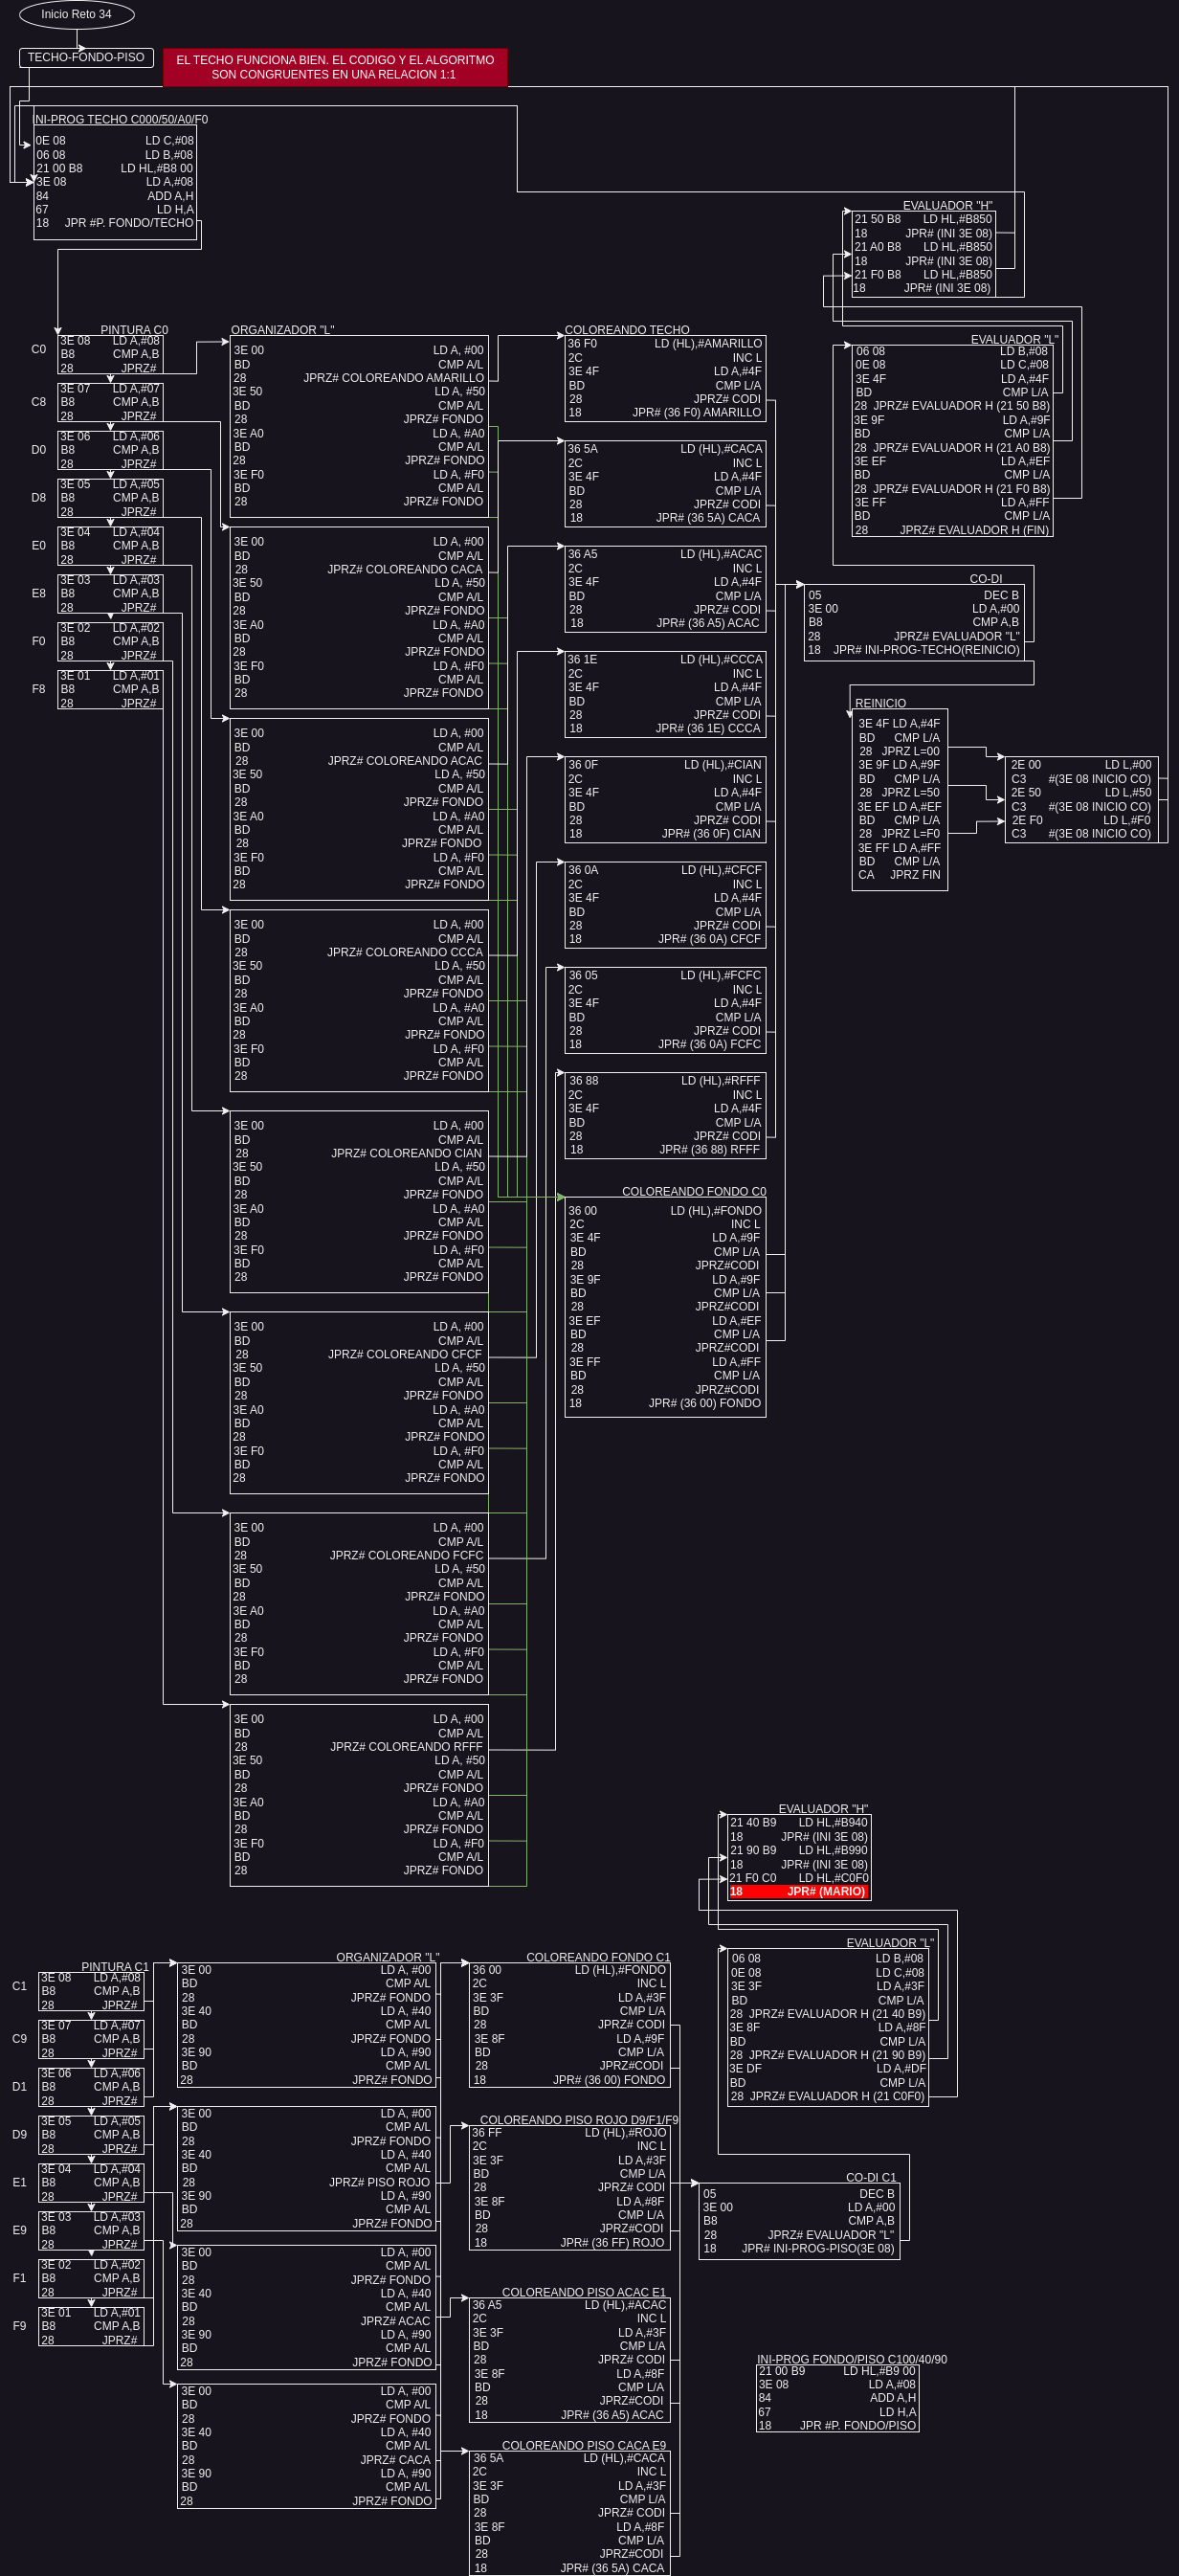 Inicio Reto 34
TECHO-FONDO-PISO
EL TECHO FUNCIONA BIEN. EL CODIGO Y EL ALGORITMO
SON CONGRUENTES EN UNA RELACION 1:1
INI-PROG TECHO C000/50/A0/F0
0E 08 LD C,#08
06 08 LD B,#08
21 00 B8 LD HL,#B8 00
3E 08 LD A,#08
84 ADD A,H
67 LD H,A
18 JPR #P. FONDO/TECHO
PINTURA C0
C0
3E 08 LD A,#08
B8 CMP A,B
28 JPRZ#
C8
3E 07 LD A,#07
B8 CMP A,B
28 JPRZ#
D0
3E 06 LD A,#06
B8 CMP A,B
28 JPRZ#
D8
3E 05 LD A,#05
B8 CMP A,B
28 JPRZ#
E0
3E 04 LD A,#04
B8 CMP A,B
28 JPRZ#
E8
3E 03 LD A,#03
B8 CMP A,B
28 JPRZ#
F0
3E 02 LD A,#02
B8 CMP A,B
28 JPRZ#
F8
3E 01 LD A,#01
B8 CMP A,B
28 JPRZ#
ORGANIZADOR "L"
3E 00 LD A, #00
BD CMP A/L
28 JPRZ# COLOREANDO AMARILLO
3E 50 LD A, #50
BD CMP A/L
28 JPRZ# FONDO
3E A0 LD A, #A0
BD CMP A/L
28 JPRZ# FONDO
3E F0 LD A, #F0
BD CMP A/L
28 JPRZ# FONDO
3E 00 LD A, #00
BD CMP A/L
28 JPRZ# COLOREANDO CACA
3E 50 LD A, #50
BD CMP A/L
28 JPRZ# FONDO
3E A0 LD A, #A0
BD CMP A/L
28 JPRZ# FONDO
3E F0 LD A, #F0
BD CMP A/L
28 JPRZ# FONDO
3E 00 LD A, #00
BD CMP A/L
28 JPRZ# COLOREANDO ACAC
3E 50 LD A, #50
BD CMP A/L
28 JPRZ# FONDO
3E A0 LD A, #A0
BD CMP A/L
28 JPRZ# FONDO
3E F0 LD A, #F0
BD CMP A/L
28 JPRZ# FONDO
3E 00 LD A, #00
BD CMP A/L
28 JPRZ# COLOREANDO CCCA
3E 50 LD A, #50
BD CMP A/L
28 JPRZ# FONDO
3E A0 LD A, #A0
BD CMP A/L
28 JPRZ# FONDO
3E F0 LD A, #F0
BD CMP A/L
28 JPRZ# FONDO
3E 00 LD A, #00
BD CMP A/L
28 JPRZ# COLOREANDO CIAN
3E 50 LD A, #50
BD CMP A/L
28 JPRZ# FONDO
3E A0 LD A, #A0
BD CMP A/L
28 JPRZ# FONDO
3E F0 LD A, #F0
BD CMP A/L
28 JPRZ# FONDO
3E 00 LD A, #00
BD CMP A/L
28 JPRZ# COLOREANDO CFCF
3E 50 LD A, #50
BD CMP A/L
28 JPRZ# FONDO
3E A0 LD A, #A0
BD CMP A/L
28 JPRZ# FONDO
3E F0 LD A, #F0
BD CMP A/L
28 JPRZ# FONDO
3E 00 LD A, #00
BD CMP A/L
28 JPRZ# COLOREANDO FCFC
3E 50 LD A, #50
BD CMP A/L
28 JPRZ# FONDO
3E A0 LD A, #A0
BD CMP A/L
28 JPRZ# FONDO
3E F0 LD A, #F0
BD CMP A/L
28 JPRZ# FONDO
3E 00 LD A, #00
BD CMP A/L
28 JPRZ# COLOREANDO RFFF
3E 50 LD A, #50
BD CMP A/L
28 JPRZ# FONDO
3E A0 LD A, #A0
BD CMP A/L
28 JPRZ# FONDO
3E F0 LD A, #F0
BD CMP A/L
28 JPRZ# FONDO
COLOREANDO TECHO
36 F0 LD (HL),#AMARILLO
2C INC L
3E 4F LD A,#4F
BD CMP L/A
28 JPRZ# CODI
18 JPR# (36 F0) AMARILLO
36 5A LD (HL),#CACA
2C INC L
3E 4F LD A,#4F
BD CMP L/A
28 JPRZ# CODI
18 JPR# (36 5A) CACA
36 A5 LD (HL),#ACAC
2C INC L
3E 4F LD A,#4F
BD CMP L/A
28 JPRZ# CODI
18 JPR# (36 A5) ACAC
36 1E LD (HL),#CCCA
2C INC L
3E 4F LD A,#4F
BD CMP L/A
28 JPRZ# CODI
18 JPR# (36 1E) CCCA
36 0F LD (HL),#CIAN
2C INC L
3E 4F LD A,#4F
BD CMP L/A
28 JPRZ# CODI
18 JPR# (36 0F) CIAN
36 0A LD (HL),#CFCF
2C INC L
3E 4F LD A,#4F
BD CMP L/A
28 JPRZ# CODI
18 JPR# (36 0A) CFCF
36 05 LD (HL),#FCFC
2C INC L
3E 4F LD A,#4F
BD CMP L/A
28 JPRZ# CODI
18 JPR# (36 0A) FCFC
36 88 LD (HL),#RFFF
2C INC L
3E 4F LD A,#4F
BD CMP L/A
28 JPRZ# CODI
18 JPR# (36 88) RFFF
COLOREANDO FONDO C0
36 00 LD (HL),#FONDO
2C INC L
3E 4F LD A,#9F
BD CMP L/A
28 JPRZ#CODI
3E 9F LD A,#9F
BD CMP L/A
28 JPRZ#CODI
3E EF LD A,#EF
BD CMP L/A
28 JPRZ#CODI
3E FF LD A,#FF
BD CMP L/A
28 JPRZ#CODI
18 JPR# (36 00) FONDO
EVALUADOR "H"
21 50 B8 LD HL,#B850
18 JPR# (INI 3E 08)
21 A0 B8 LD HL,#B850
18 JPR# (INI 3E 08)
21 F0 B8 LD HL,#B850
18 JPR# (INI 3E 08)
EVALUADOR "L"
06 08 LD B,#08
0E 08 LD C,#08
3E 4F LD A,#4F
BD CMP L/A
28 JPRZ# EVALUADOR H (21 50 B8)
3E 9F LD A,#9F
BD CMP L/A
28 JPRZ# EVALUADOR H (21 A0 B8)
3E EF LD A,#EF
BD CMP L/A
28 JPRZ# EVALUADOR H (21 F0 B8)
3E FF LD A,#FF
BD CMP L/A
28 JPRZ# EVALUADOR H (FIN)
CO-DI
05 DEC B
3E 00 LD A,#00
B8 CMP A,B
28 JPRZ# EVALUADOR "L"
18 JPR# INI-PROG-TECHO(REINICIO)
REINICIO
3E 4F LD A,#4F
BD CMP L/A
28 JPRZ L=00
3E 9F LD A,#9F
BD CMP L/A
28 JPRZ L=50
3E EF LD A,#EF
BD CMP L/A
28 JPRZ L=F0
3E FF LD A,#FF
BD CMP L/A
CA JPRZ FIN
2E 00 LD L,#00
C3 #(3E 08 INICIO CO)
2E 50 LD L,#50
C3 #(3E 08 INICIO CO)
2E F0 LD L,#F0
C3 #(3E 08 INICIO CO)
EVALUADOR "H"
21 40 B9 LD HL,#B940
18 JPR# (INI 3E 08)
21 90 B9 LD HL,#B990
18 JPR# (INI 3E 08)
21 F0 C0 LD HL,#C0F0
18 JPR# (MARIO)
EVALUADOR "L"
06 08 LD B,#08
0E 08 LD C,#08
3E 3F LD A,#3F
BD CMP L/A
28 JPRZ# EVALUADOR H (21 40 B9)
3E 8F LD A,#8F
BD CMP L/A
28 JPRZ# EVALUADOR H (21 90 B9)
3E DF LD A,#DF
BD CMP L/A
28 JPRZ# EVALUADOR H (21 C0F0)
PINTURA C1
C1
3E 08 LD A,#08
B8 CMP A,B
28 JPRZ#
C9
3E 07 LD A,#07
B8 CMP A,B
28 JPRZ#
D1
3E 06 LD A,#06
B8 CMP A,B
28 JPRZ#
D9
3E 05 LD A,#05
B8 CMP A,B
28 JPRZ#
E1
3E 04 LD A,#04
B8 CMP A,B
28 JPRZ#
E9
3E 03 LD A,#03
B8 CMP A,B
28 JPRZ#
F1
3E 02 LD A,#02
B8 CMP A,B
28 JPRZ#
F9
3E 01 LD A,#01
B8 CMP A,B
28 JPRZ#
ORGANIZADOR "L"
3E 00 LD A, #00
BD CMP A/L
28 JPRZ# FONDO
3E 40 LD A, #40
BD CMP A/L
28 JPRZ# FONDO
3E 90 LD A, #90
BD CMP A/L
28 JPRZ# FONDO
3E 00 LD A, #00
BD CMP A/L
28 JPRZ# FONDO
3E 40 LD A, #40
BD CMP A/L
28 JPRZ# PISO ROJO
3E 90 LD A, #90
BD CMP A/L
28 JPRZ# FONDO
3E 00 LD A, #00
BD CMP A/L
28 JPRZ# FONDO
3E 40 LD A, #40
BD CMP A/L
28 JPRZ# ACAC
3E 90 LD A, #90
BD CMP A/L
28 JPRZ# FONDO
3E 00 LD A, #00
BD CMP A/L
28 JPRZ# FONDO
3E 40 LD A, #40
BD CMP A/L
28 JPRZ# CACA
3E 90 LD A, #90
BD CMP A/L
28 JPRZ# FONDO
COLOREANDO FONDO C1
36 00 LD (HL),#FONDO
2C INC L
3E 3F LD A,#3F
BD CMP L/A
28 JPRZ# CODI
3E 8F LD A,#9F
BD CMP L/A
28 JPRZ#CODI
18 JPR# (36 00) FONDO
COLOREANDO PISO ROJO D9/F1/F9
36 FF LD (HL),#ROJO
2C INC L
3E 3F LD A,#3F
BD CMP L/A
28 JPRZ# CODI
3E 8F LD A,#8F
BD CMP L/A
28 JPRZ#CODI
18 JPR# (36 FF) ROJO
COLOREANDO PISO ACAC E1
36 A5 LD (HL),#ACAC
2C INC L
3E 3F LD A,#3F
BD CMP L/A
28 JPRZ# CODI
3E 8F LD A,#8F
BD CMP L/A
28 JPRZ#CODI
18 JPR# (36 A5) ACAC
COLOREANDO PISO CACA E9
36 5A LD (HL),#CACA
2C INC L
3E 3F LD A,#3F
BD CMP L/A
28 JPRZ# CODI
3E 8F LD A,#8F
BD CMP L/A
28 JPRZ#CODI
18 JPR# (36 5A) CACA
CO-DI C1
05 DEC B
3E 00 LD A,#00
B8 CMP A,B
28 JPRZ# EVALUADOR "L"
18 JPR# INI-PROG-PISO(3E 08)
INI-PROG FONDO/PISO C100/40/90
21 00 B9 LD HL,#B9 00
3E 08 LD A,#08
84 ADD A,H
67 LD H,A
18 JPR #P. FONDO/PISO